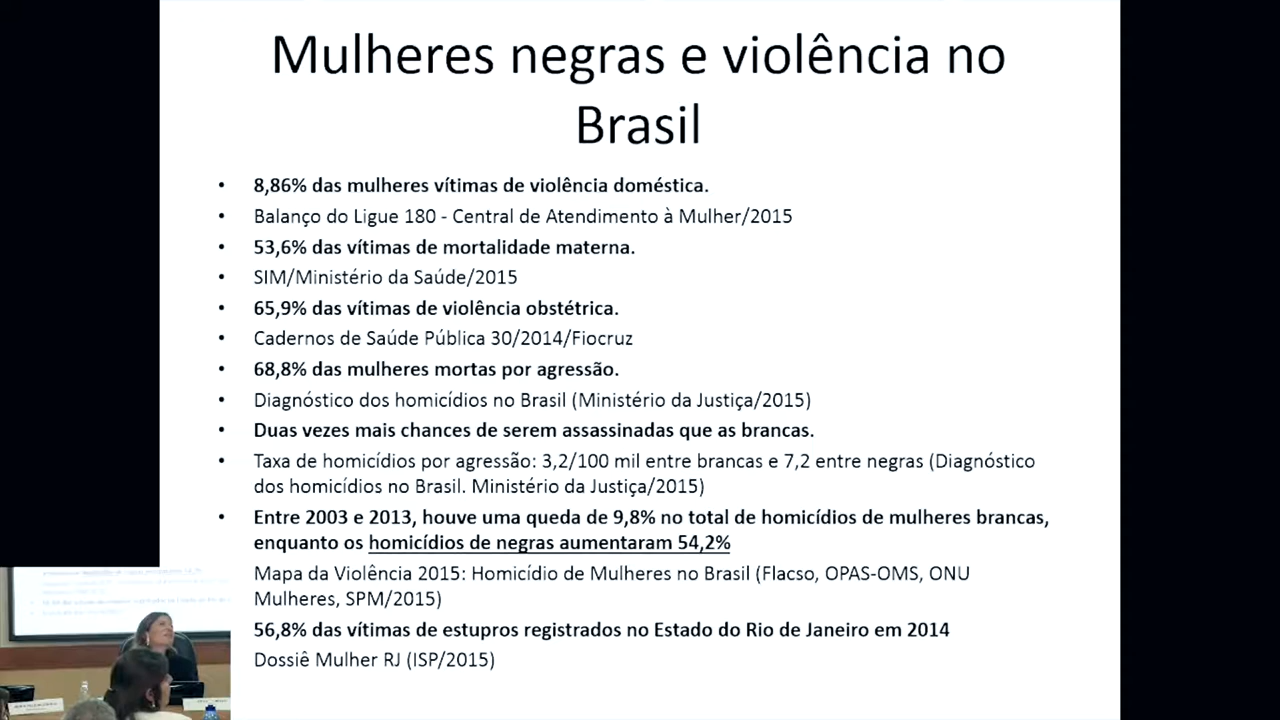 Mulheres negras e violência no
Brasil
• 8,86% das mulheres vítimas de violência doméstica.
• Balanço do Ligue 180 - Central de Atendimento à Mulher/2015
• 53,6% das vítimas de mortalidade materna.
• SIM/Ministério da Saúde/2015
• 65,9% das vítimas de violência obstétrica.
• Cadernos de Saúde Pública 30/2014/Fiocruz
• 68,8% das mulheres mortas por agressão.
• Diagnóstico dos homicídios no Brasil (Ministério da Justiça/2015)
• Duas vezes mais chances de serem assassinadas que as brancas.
• Taxa de homicídios por agressão: 3,2/100 mil entre brancas e 7,2 entre negras (Diagnóstico
dos homicídios no Brasil. Ministério da Justiça/2015)
• Entre 2003 e 2013, houve uma queda de 9,8% no total de homicídios de mulheres brancas,
enquanto os homicídios de negras aumentaram 54,2%
Mapa da Violência 2015: Homicídio de Mulheres no Brasil (Flacso, OPAS-OMS, ONU
Mulheres, SPM/2015)
56,8% das vítimas de estupros registrados no Estado do Rio de Janeiro em 2014
Dossiê Mulher RJ (ISP/2015)